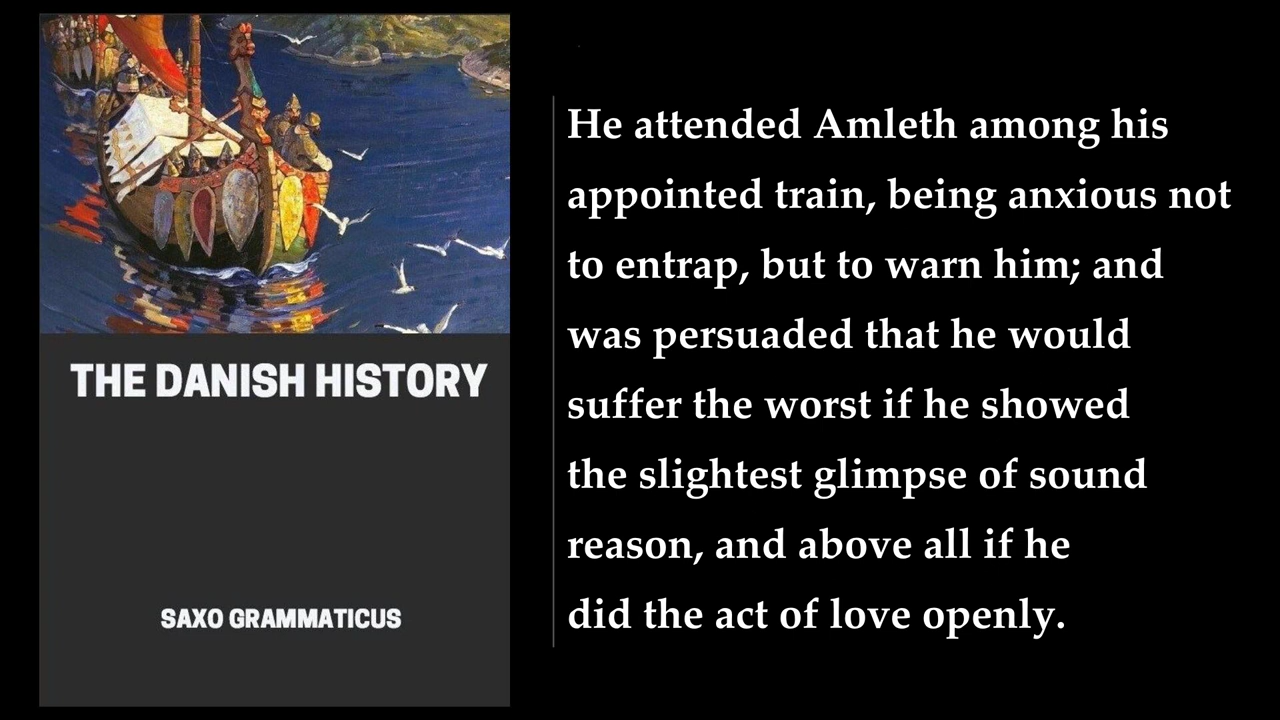 THE DANISH HISTORY
SAXO GRAMMATICUS
He attended Amleth among his
appointed train, being anxious not
to entrap, but to warn him; and
was persuaded that he would
suffer the worst if he showed
the slightest glimpse of sound
reason, and above all if he
did the act of love openly.